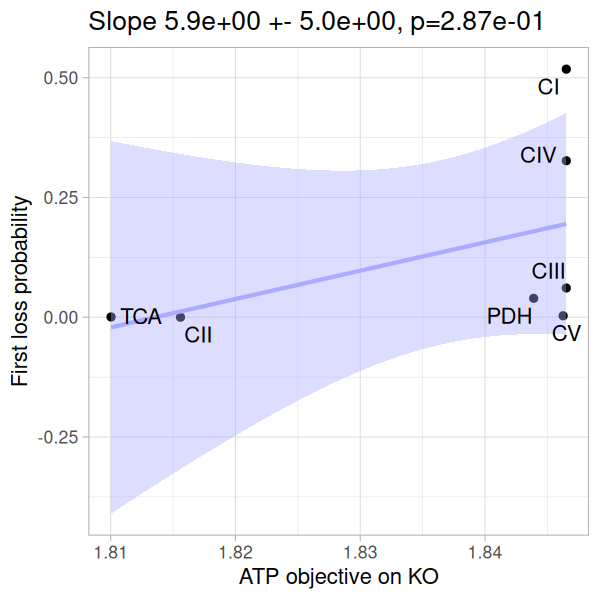 Slope 5.9e+00 +- 5.0e+00, p=2.87e-01
First loss probability
0.50
0.25
0.00
-0.25
CI
CIV
CIII
TCA
PDH
CII
CV
1.81
1.82
1.83
1.84
ATP objective on KO